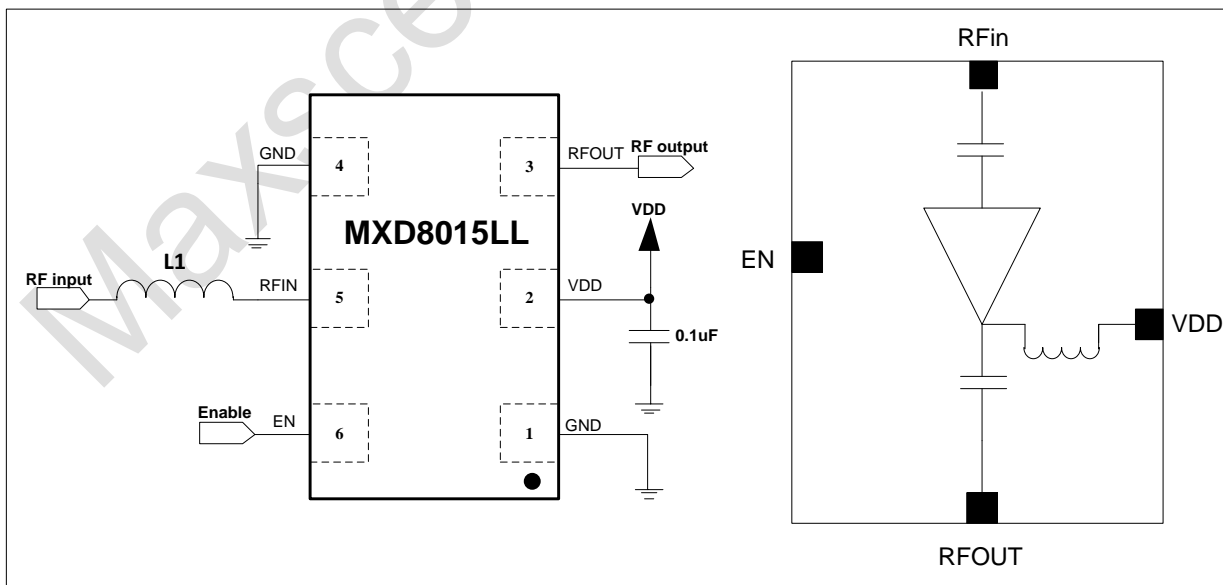 Maxsce
GND
4
3
RFOUT
RF output
MXD8015LL
VDD
L1
RF input
RFIN
5
2
VDD
0.1uF
Enable
EN
6
1
GND
RFin
EN
VDD
RFOUT